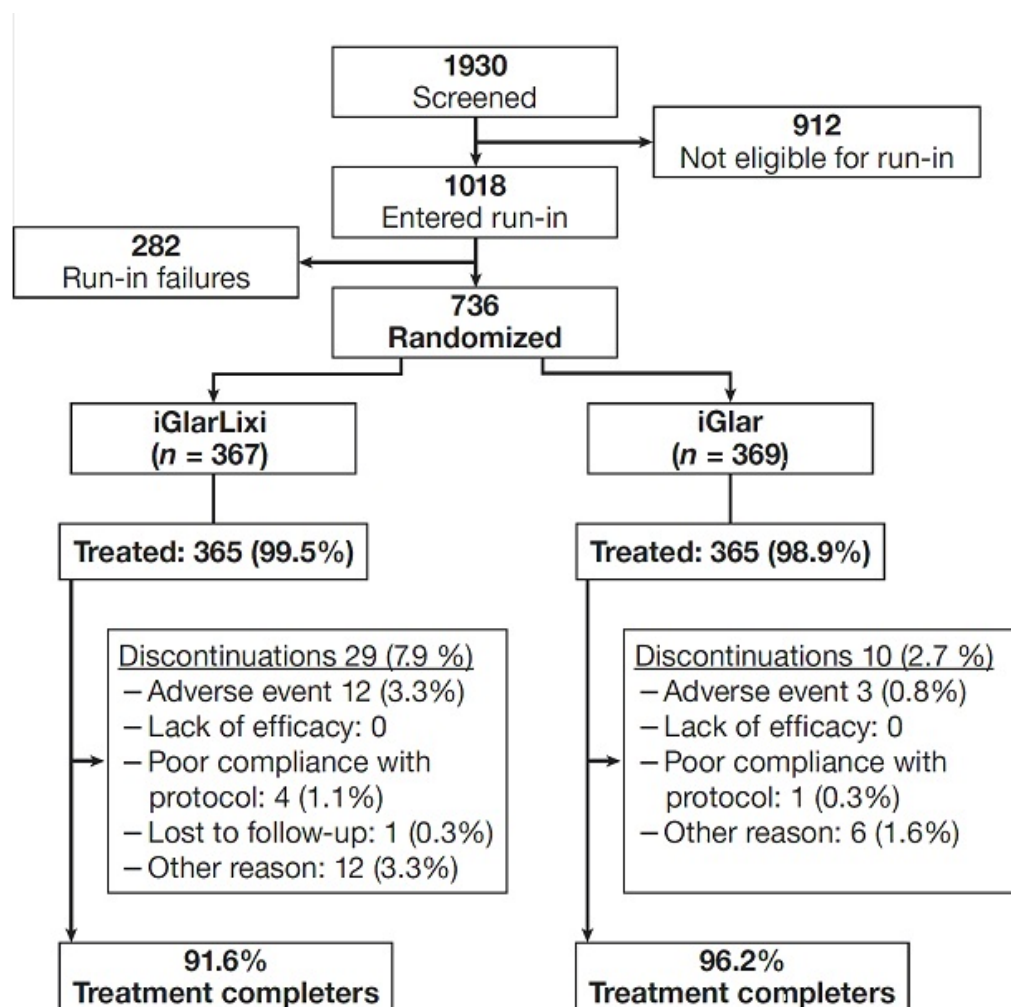 1930
Screened
912
Not eligible for run-in
1018
Entered run-in
282
Run-in failures
736
Randomized
iGlarLixi
(n = 367)
iGlar
(n = 369)
Treated: 365 (99.5%)
Treated: 365 (98.9%)
Discontinuations 29 (7.9 %)
– Adverse event 12 (3.3%)
– Lack of efficacy: 0
– Poor compliance with
protocol: 4 (1.1%)
– Lost to follow-up: 1 (0.3%)
– Other reason: 12 (3.3%)
Discontinuations 10 (2.7 %)
– Adverse event 3 (0.8%)
– Lack of efficacy: 0
– Poor compliance with
protocol: 1 (0.3%)
– Other reason: 6 (1.6%)
91.6%
Treatment completers
96.2%
Treatment completers